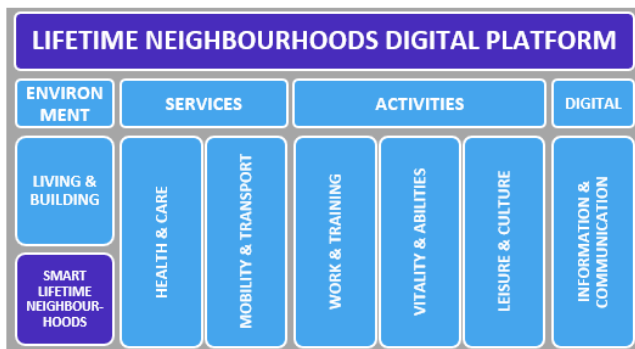 LIFETIME NEIGHBOURHOODS DIGITAL PLATFORM
ENVIRON
MENT
SERVICES
ACTIVITIES
DIGITAL
LIVING &
BUILDING
SMART
LIFETIME
NEIGHBOUR-
HOODS
HEALTH & CARE
MOBILITY & TRANSPORT
WORK & TRAINING
VITALITY & ABILITIES
LEISURE & CULTURE
INFORMATION &
COMMUNICATION